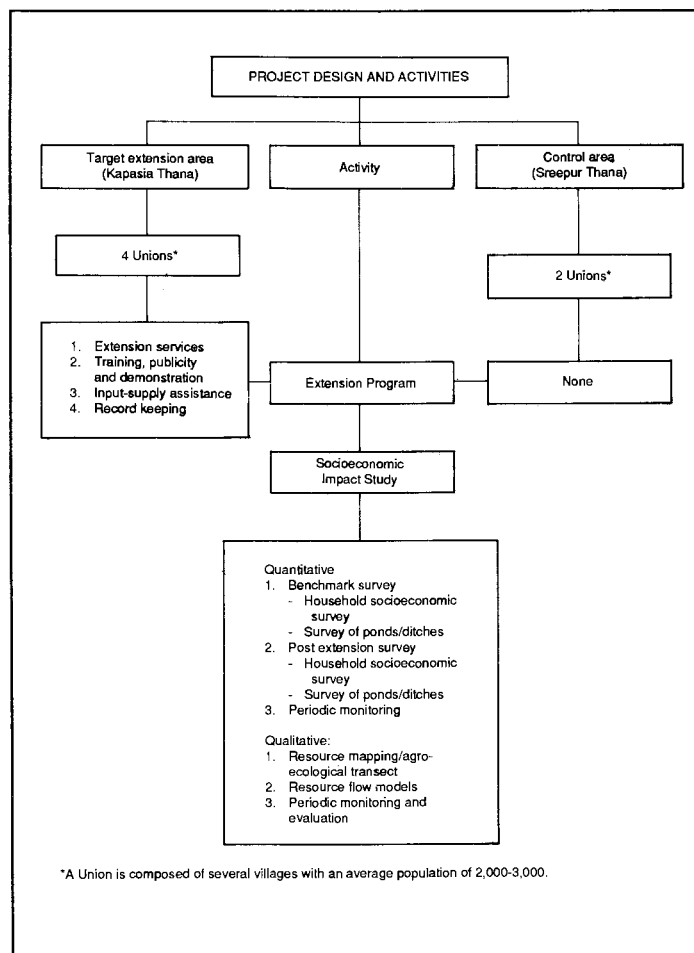 PROJECT DESIGN AND ACTIVITIES
Target extension area
(Kapasia Thana)
Activity
Control area
(Sreepur Thana)
4 Unions*
2 Unions*
1. Extension services
2. Training, publicity
and demonstration
3. Input-supply assistance
4. Record keeping
Extension Program
None
Socioeconomic
Impact Study
Quantitative
1. Benchmark survey
- Household socioeconomic
survey
- Survey of ponds/ditches
2. Post extension survey
- Household socioeconomic
survey
- Survey of ponds/ditches
3. Periodic monitoring
Qualitative:
1. Resource mapping/agro-
ecological transect
2. Resource flow models
3. Periodic monitoring and
evaluation
*A Union is composed of several villages with an average population of 2,000-3,000.